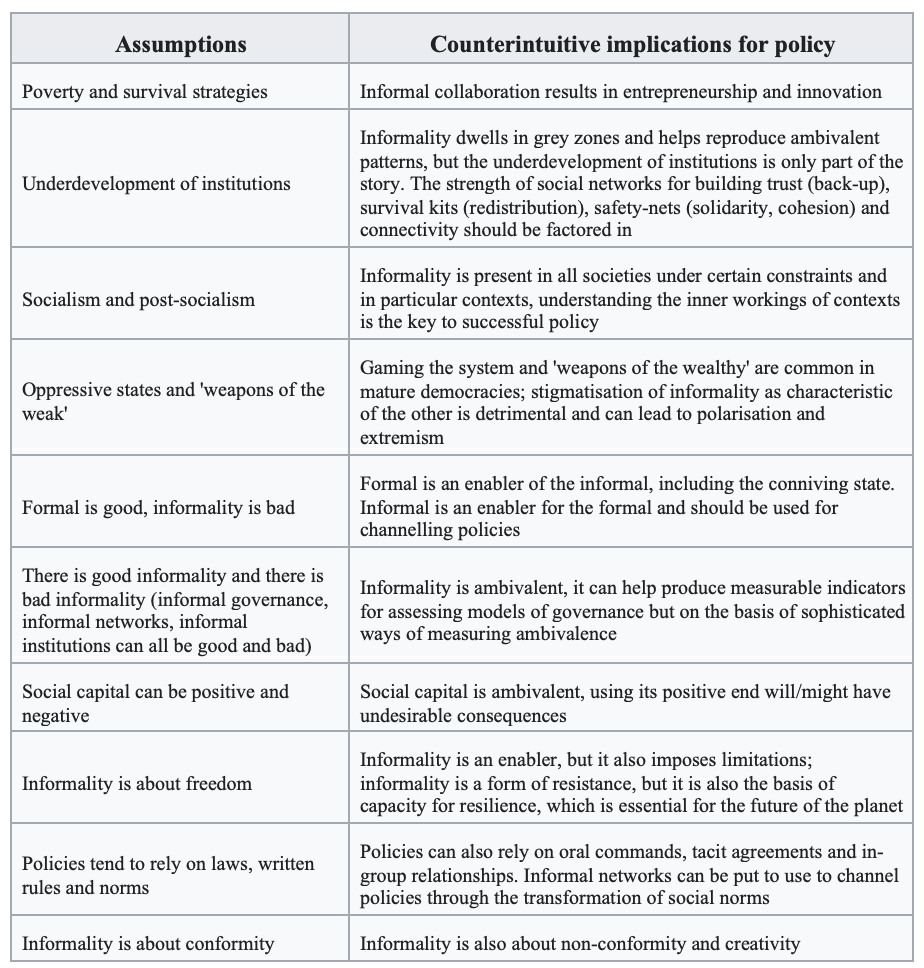 Assumptions
Counterintuitive implications for policy
Poverty and survival strategies
Informal collaboration results in entrepreneurship and innovation
Underdevelopment of institutions
Informality dwells in grey zones and helps reproduce ambivalent
patterns, but the underdevelopment of institutions is only part of the
story. The strength of social networks for building trust (back-up),
survival kits (redistribution), safety-nets (solidarity, cohesion) and
connectivity should be factored in
Socialism and post-socialism
Informality is present in all societies under certain constraints and
in particular contexts, understanding the inner workings of contexts
is the key to successful policy
Oppressive states and 'weapons of the
weak'
Gaming the system and 'weapons of the wealthy' are common in
mature democracies; stigmatisation of informality as characteristic
of the other is detrimental and can lead to polarisation and
extremism
Formal is good, informality is bad
Formal is an enabler of the informal, including the conniving state.
Informal is an enabler for the formal and should be used for
channelling policies
There is good informality and there is
bad informality (informal governance,
informal networks, informal
institutions can all be good and bad)
Informality is ambivalent, it can help produce measurable indicators
for assessing models of governance but on the basis of sophisticated
ways of measuring ambivalence
Social capital can be positive and
negative
Social capital is ambivalent, using its positive end will/might have
undesirable consequences
Informality is about freedom
Informality is an enabler, but it also imposes limitations;
informality is a form of resistance, but it is also the basis of
capacity for resilience, which is essential for the future of the planet
Policies tend to rely on laws, written
rules and norms
Policies can also rely on oral commands, tacit agreements and in-
group relationships. Informal networks can be put to use to channel
policies through the transformation of social norms
Informality is about conformity
Informality is also about non-conformity and creativity